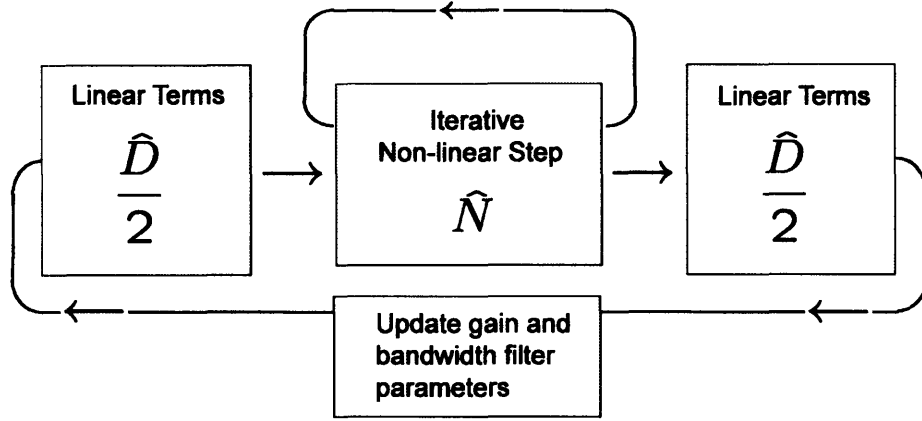 Linear Terms
D̂
2
Iterative
Non-linear Step
N̂
Linear Terms
D̂
2
Update gain and
bandwidth filter
parameters